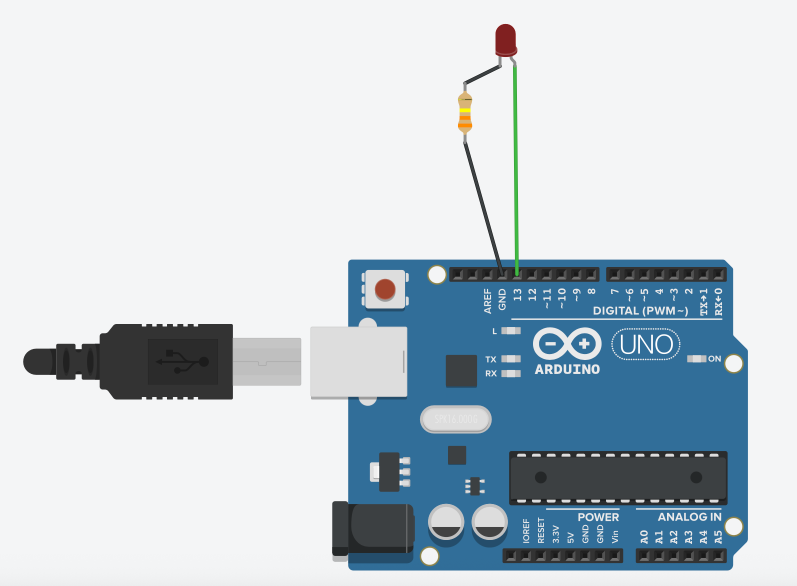 AREF
GND
13
12
~11
~10
~9
8
7
~6
~5
4
~3
2
TX→1
RX←0
DIGITAL (PWM~)
L
TX
RX
ARDUINO
UNO
ON
POWER
ANALOG IN
IOREF
RESET
3.3V
5V
GND
GND
Vin
A0
A1
A2
A3
A4
A5